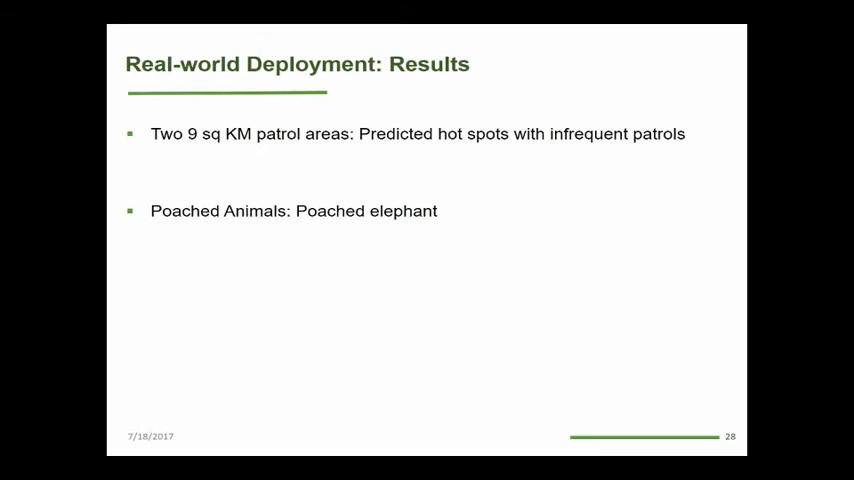 Real-world Deployment: Results
Two 9 sq KM patrol areas: Predicted hot spots with infrequent patrols
Poached Animals: Poached elephant
7/18/2017
28